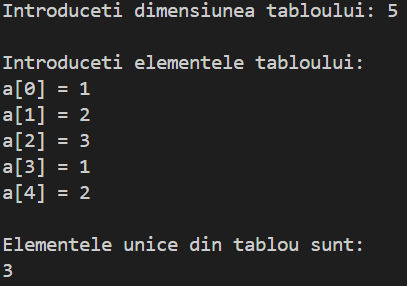 Introduceti dimensiunea tabloului: 5
Introduceti elementele tabloului:
a[0] = 1
a[1] = 2
a[2] = 3
a[3] = 1
a[4] = 2
Elementele unice din tablou sunt:
3